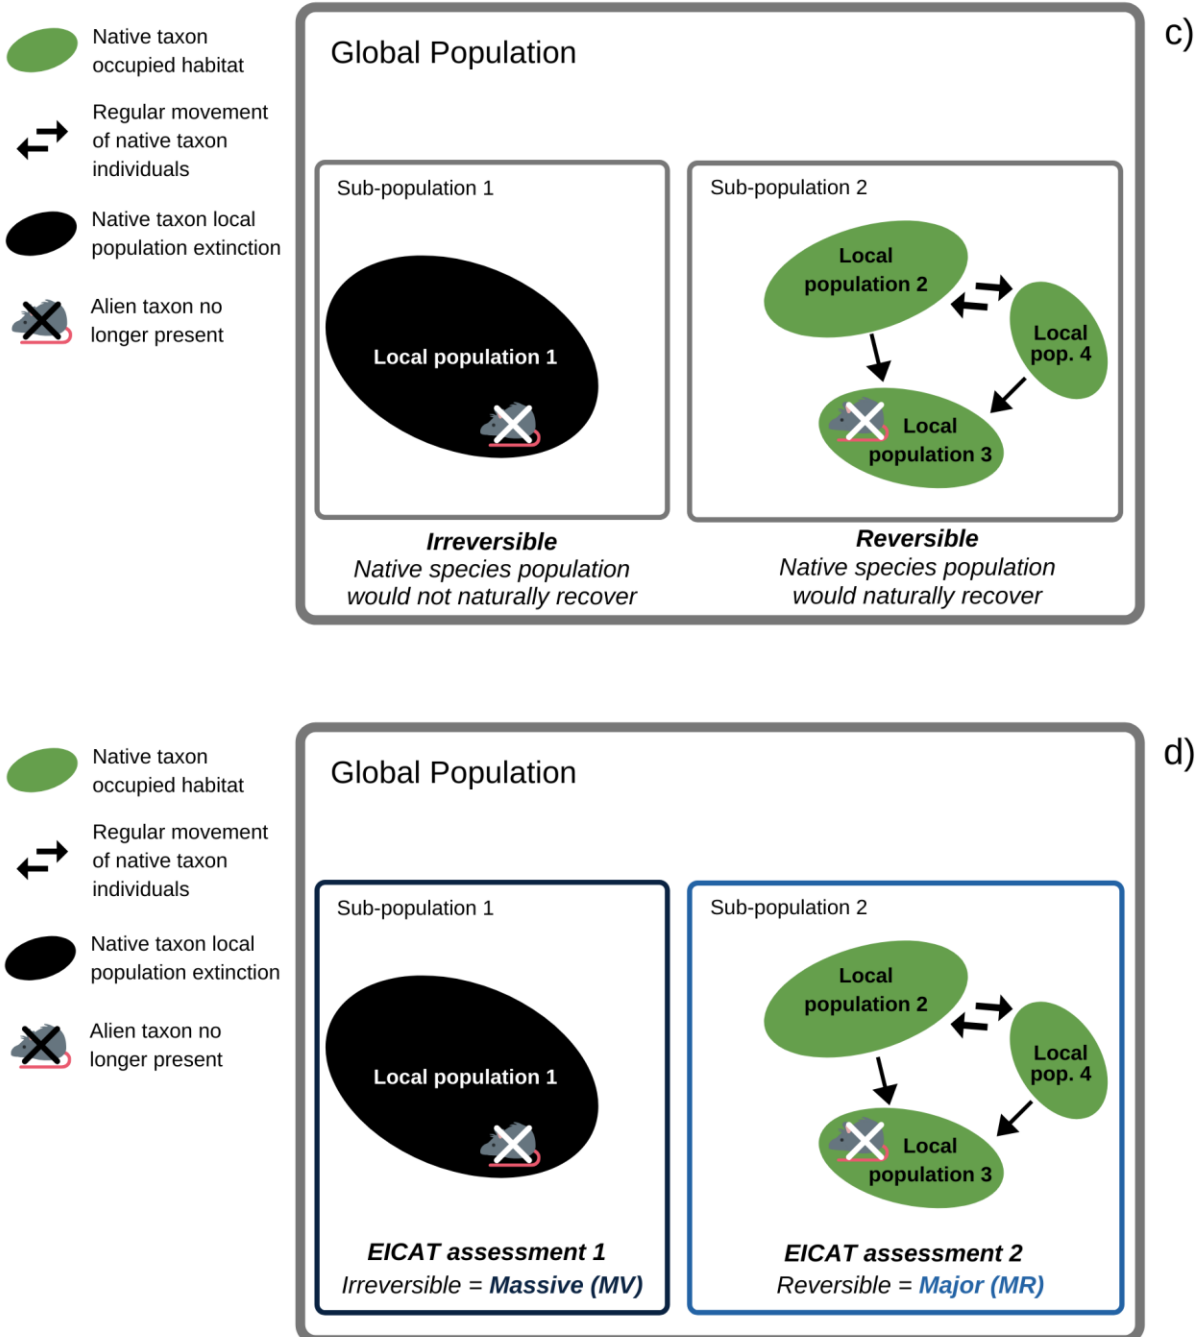 c)
Native taxon
occupied habitat
Regular movement
of native taxon
individuals
Native taxon local
population extinction
Alien taxon no
longer present
Global Population
Sub-population 1
Local population 1
Irreversible
Native species population
would not naturally recover
Sub-population 2
Local
population 2
Local
pop. 4
Local
population 3
Reversible
Native species population
would naturally recover
d)
Native taxon
occupied habitat
Regular movement
of native taxon
individuals
Native taxon local
population extinction
Alien taxon no
longer present
Global Population
Sub-population 1
Local population 1
EICAT assessment 1
Irreversible = Massive (MV)
Sub-population 2
Local
population 2
Local
pop. 4
Local
population 3
EICAT assessment 2
Reversible = Major (MR)